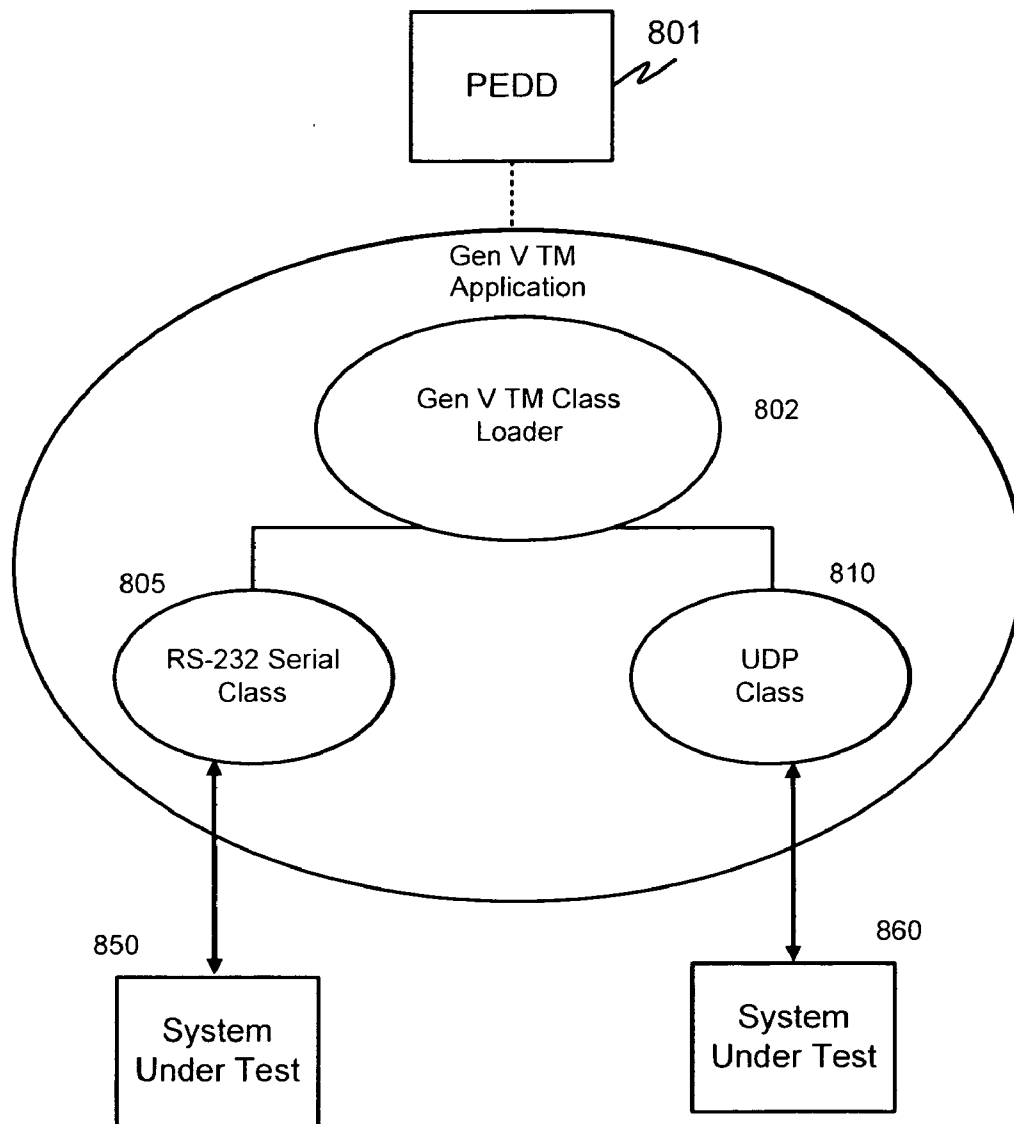 801
PEDD
Gen V TM
Application
Gen V TM Class
Loader
802
805
810
RS-232 Serial
Class
UDP
Class
850
860
System
Under Test
System
Under Test